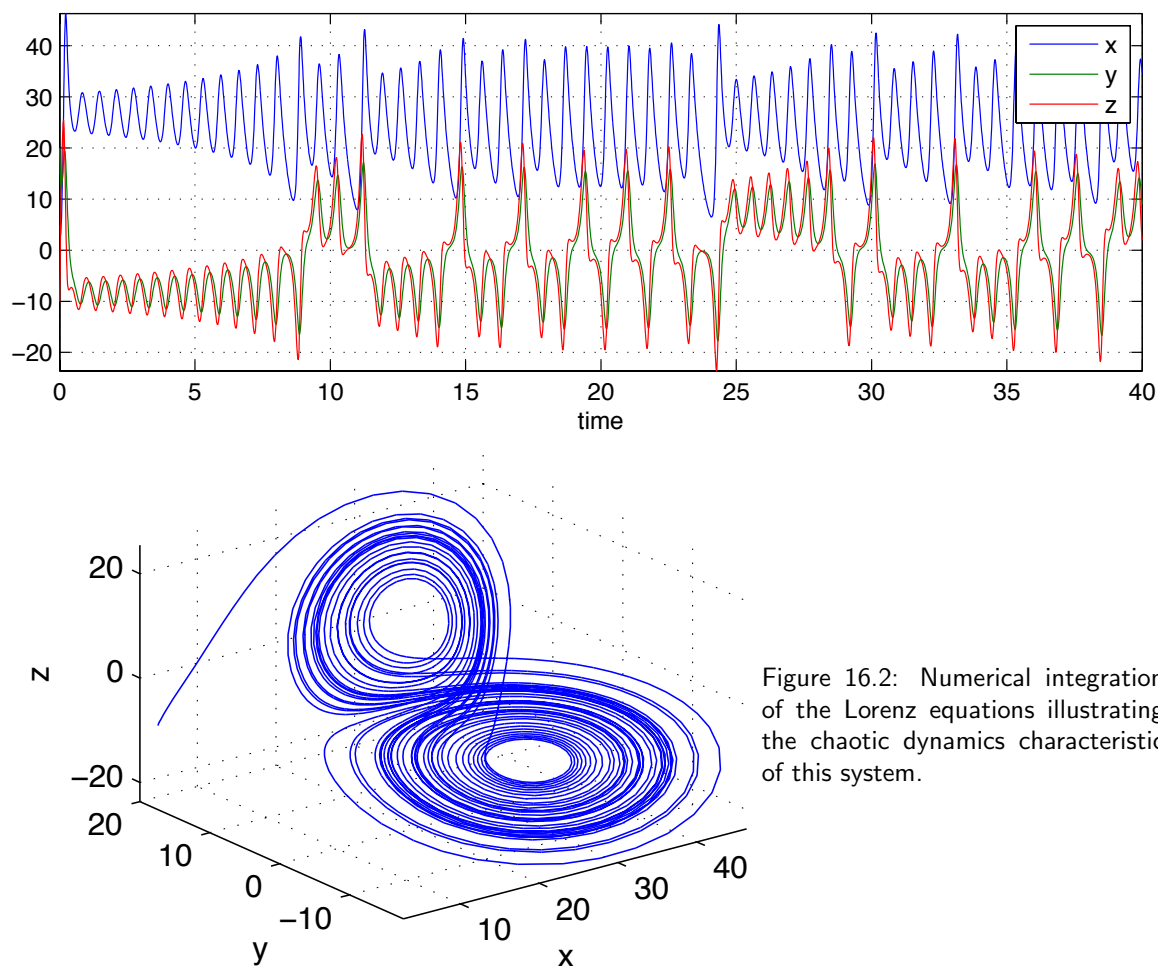 40
30
20
10
0
−10
−20
0 5 10 15 20 25 30 35 40
time
x
y
z
20
0
−20
z
20
10
0
−10
y
10
20
30
40
x
Figure 16.2: Numerical integration
of the Lorenz equations illustrating
the chaotic dynamics characteristic
of this system.